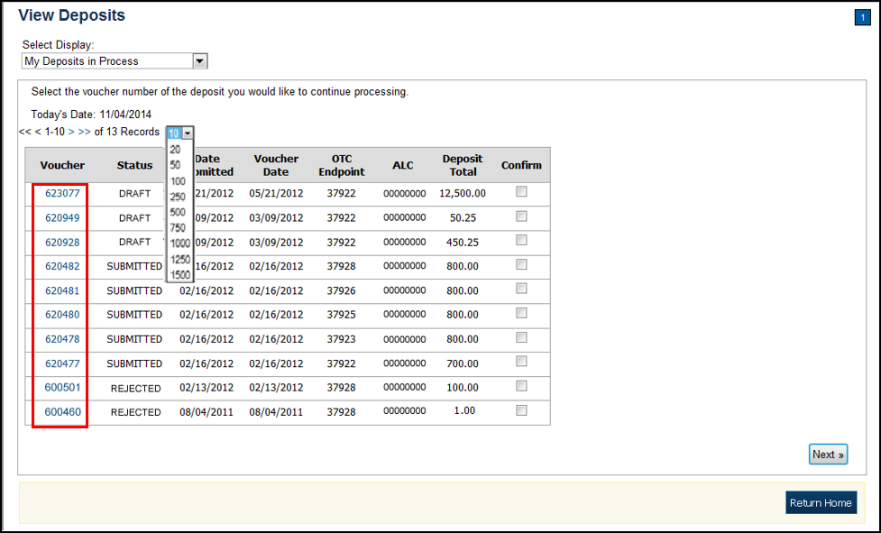 View Deposits
1
Select Display:
My Deposits in Process
Select the voucher number of the deposit you would like to continue processing.
Today's Date: 11/04/2014
<< < 1-10 > >> of 13 Records 10
20
50
100
250
500
750
1000
1250
1500
Voucher Status Date Voucher Date OTC Endpoint ALC Deposit Total Confirm
623077 DRAFT 21/2012 05/21/2012 37922 00000000 12,500.00
620949 DRAFT 09/2012 03/09/2012 37922 00000000 50.25
620928 DRAFT 09/2012 03/09/2012 37922 00000000 450.25
620482 SUBMITTED 16/2012 02/16/2012 37928 00000000 800.00
620481 SUBMITTED 02/16/2012 02/16/2012 37926 00000000 800.00
620480 SUBMITTED 02/16/2012 02/16/2012 37925 00000000 800.00
620478 SUBMITTED 02/16/2012 02/16/2012 37923 00000000 800.00
620477 SUBMITTED 02/16/2012 02/16/2012 37922 00000000 700.00
600501 REJECTED 02/13/2012 02/13/2012 37928 00000000 100.00
600460 REJECTED 08/04/2011 08/04/2011 37928 00000000 1.00
Next »
Return Home